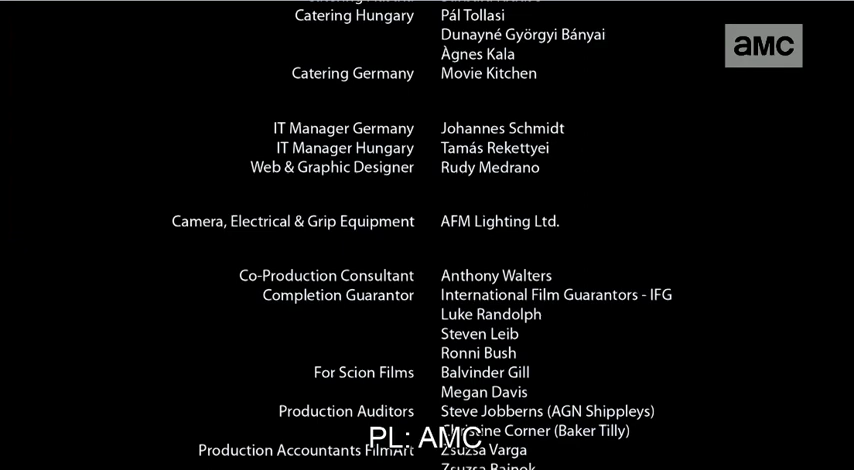 Catering Hungary Pál Tollasi
Dunayné Györgyi Bányai
Àgnes Kala
Catering Germany Movie Kitchen
IT Manager Germany Johannes Schmidt
IT Manager Hungary Tamás Rekettyei
Web & Graphic Designer Rudy Medrano
Camera, Electrical & Grip Equipment AFM Lighting Ltd.
Co-Production Consultant Anthony Walters
Completion Guarantor International Film Guarantors - IFG
Luke Randolph
Steven Leib
Ronni Bush
For Scion Films Balvinder Gill
Megan Davis
Production Auditors Steve Jobberns (AGN Shippleys)
Christine Corner (Baker Tilly)
Production Accountants FilmArt Zsuzsa Varga
Zsuzsa Bajnok
aMC
PL: AMC